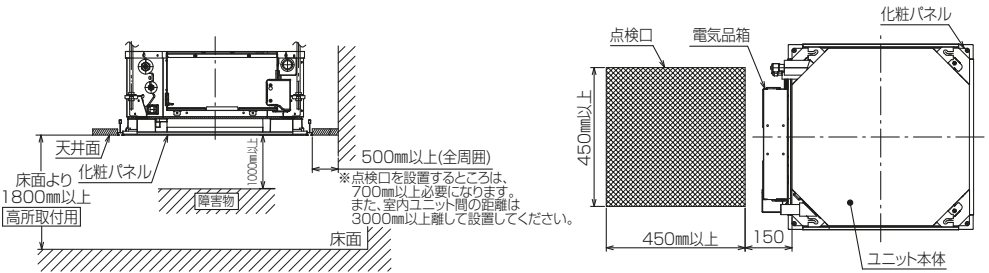 天井面
化粧パネル
床面より
1800mm以上
高所取付用
1000mm以上
障害物
500mm以上(全周囲)
※点検口を設置するところは、
700mm以上必要になります。
また、室内ユニット間の距離は
3000mm以上離して設置してください。
床面
点検口
電気品箱
化粧パネル
450mm以上
450mm以上
150
ユニット本体